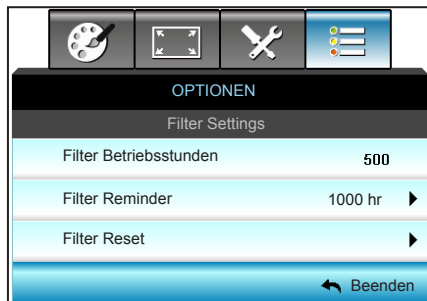 OPTIONEN
Filter Settings
Filter Betriebsstunden 500
Filter Reminder 1000 hr
Filter Reset
Beenden